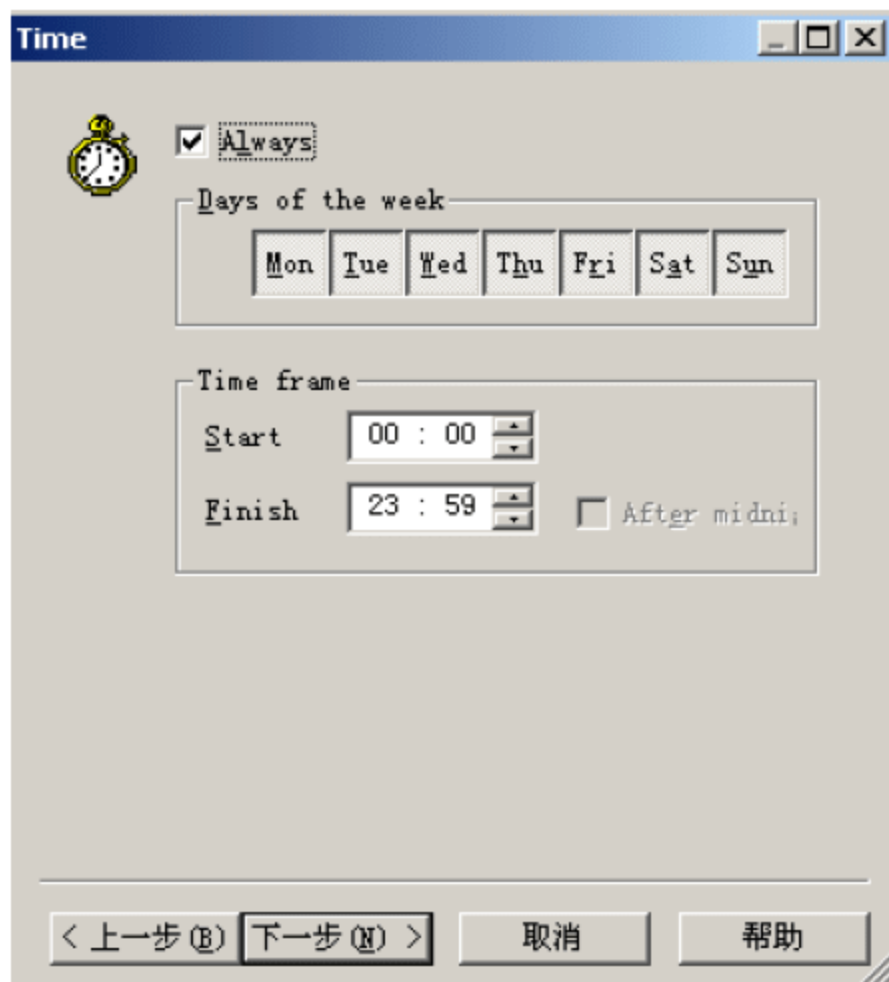 Time
Always
Days of the week
Mon Tue Wed Thu Fri Sat Sun
Time frame
Start 00 : 00
Finish 23 : 59 After
< 上一步(B) 下一步(N) > 取消 帮助